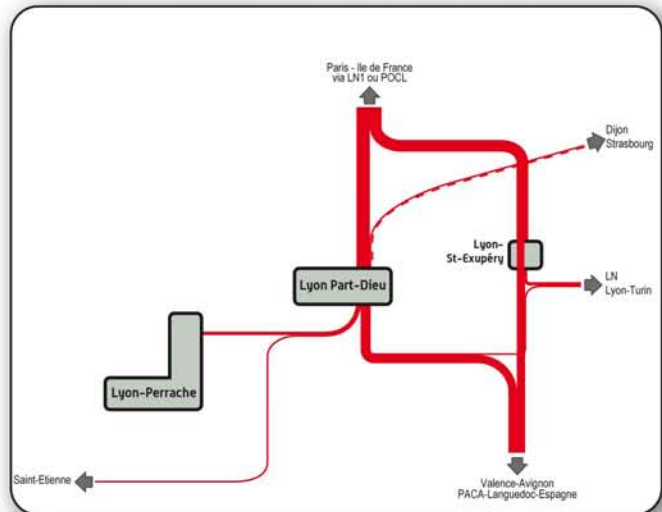 Paris - Ile de France
via LN1 ou POCL
Dijon
Strasbourg
Lyon-
St-Exupéry
Lyon Part-Dieu
LN
Lyon-Turin
Lyon-Perrache
Saint-Etienne
Valence-Avignon
PACA-Languedoc-Espagne